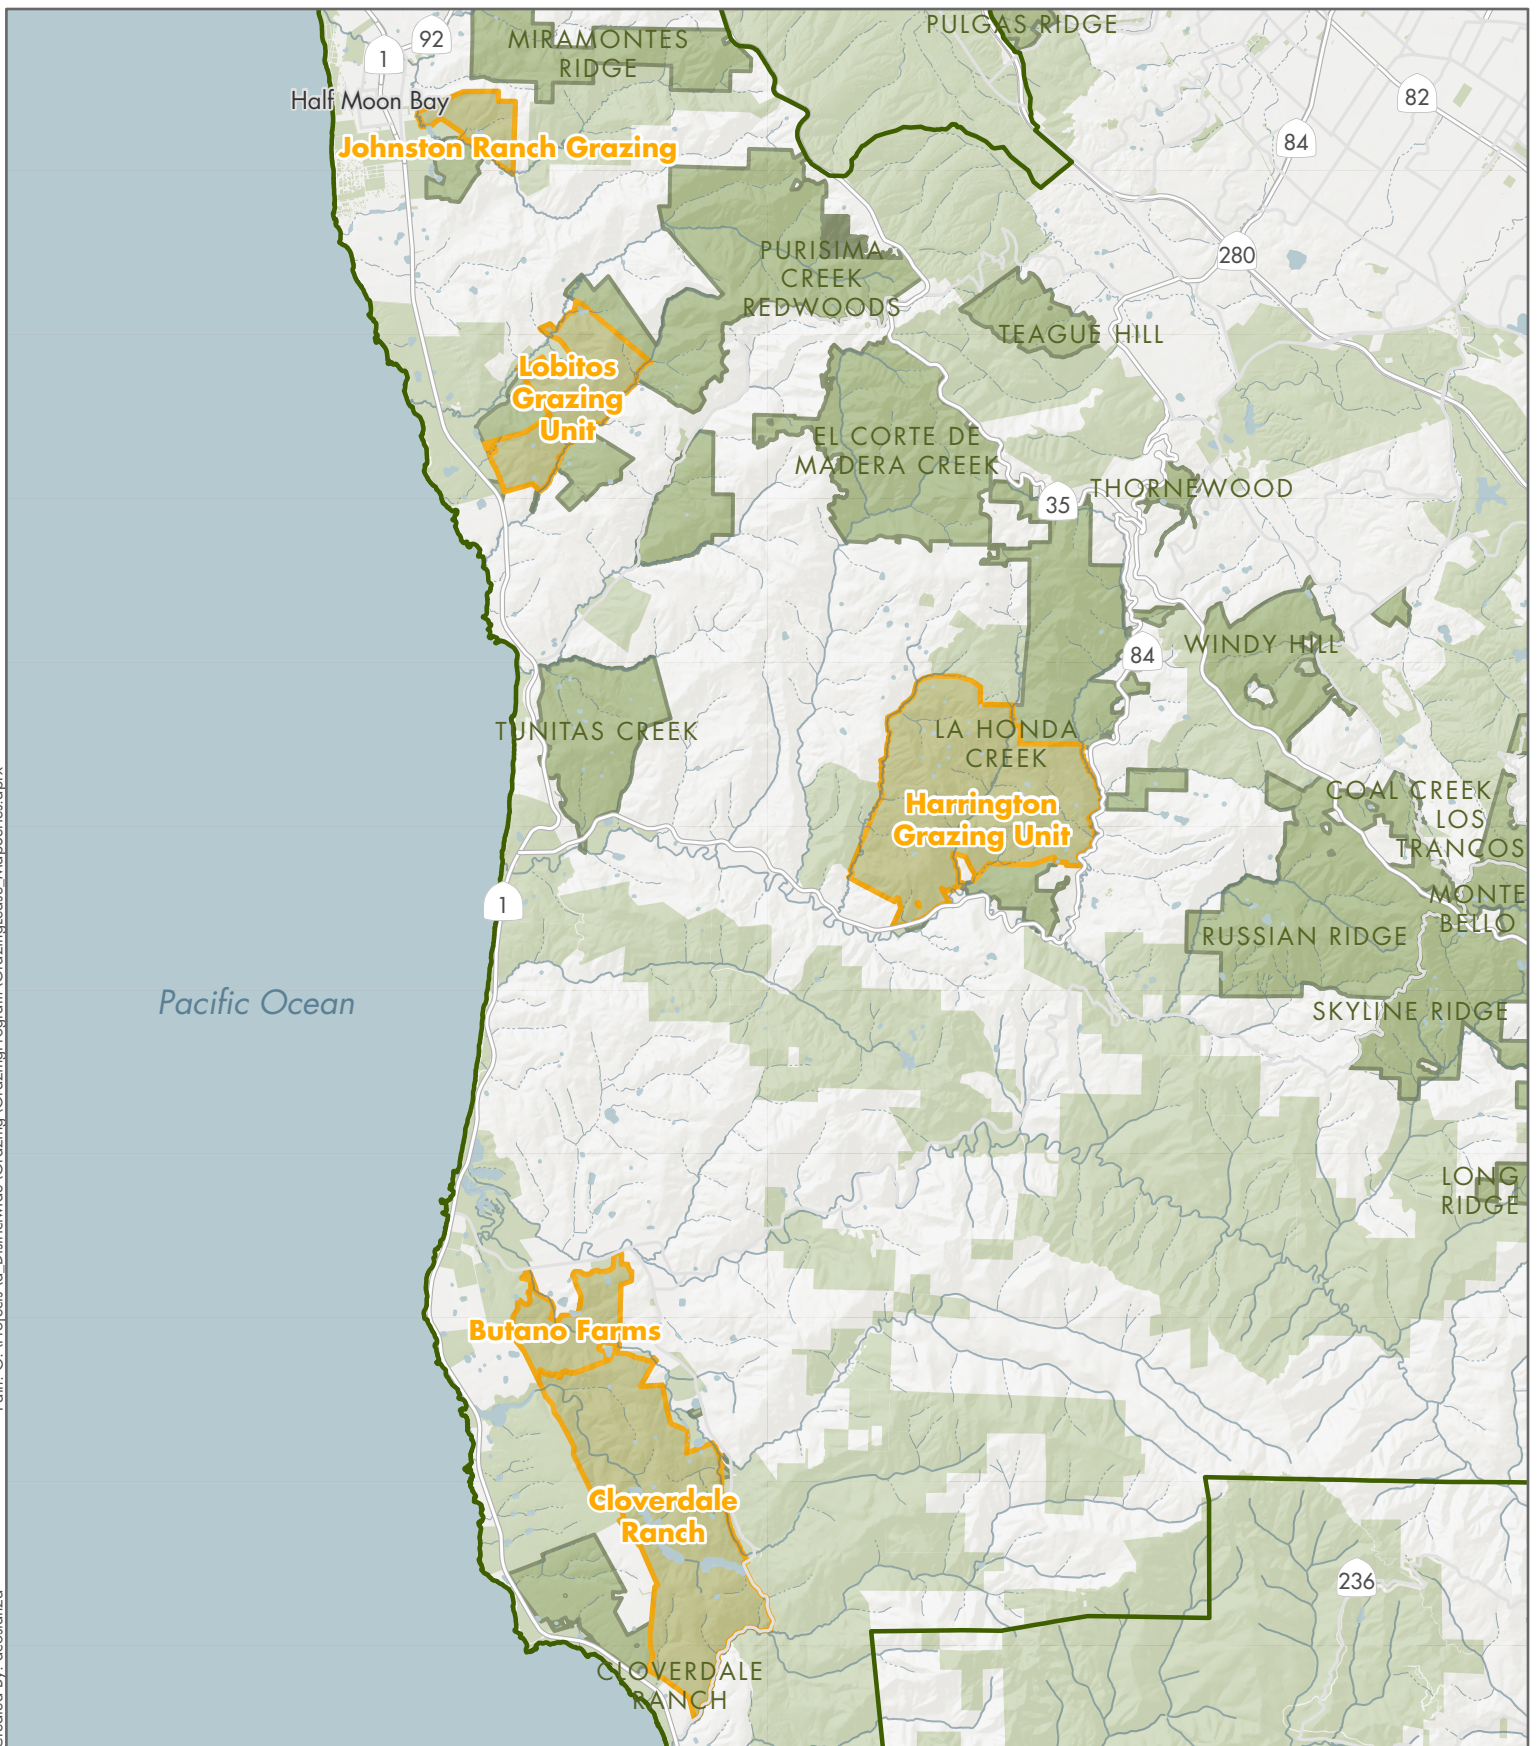 PULGAS RIDGE
92
MIRAMONTES
RIDGE
1
Half Moon Bay
82
84
Johnston Ranch Grazing
PURISIMA
CREEK
REDWOODS
280
TEAGUE HILL
Lobitos
Grazing
Unit
EL CORTE DE
MADERA CREEK
THORNEWOOD
35
WINDY HILL
84
TUNITAS CREEK
LA HONDA
CREEK
COAL CREEK
LOS
TRANCOS
Harrington
Grazing Unit
MONTE
BELLO
1
RUSSIAN RIDGE
Pacific Ocean
SKYLINE RIDGE
LONG
RIDGE
Butano Farms
Cloverdale
Ranch
236
CLOVERDALE
RANCH